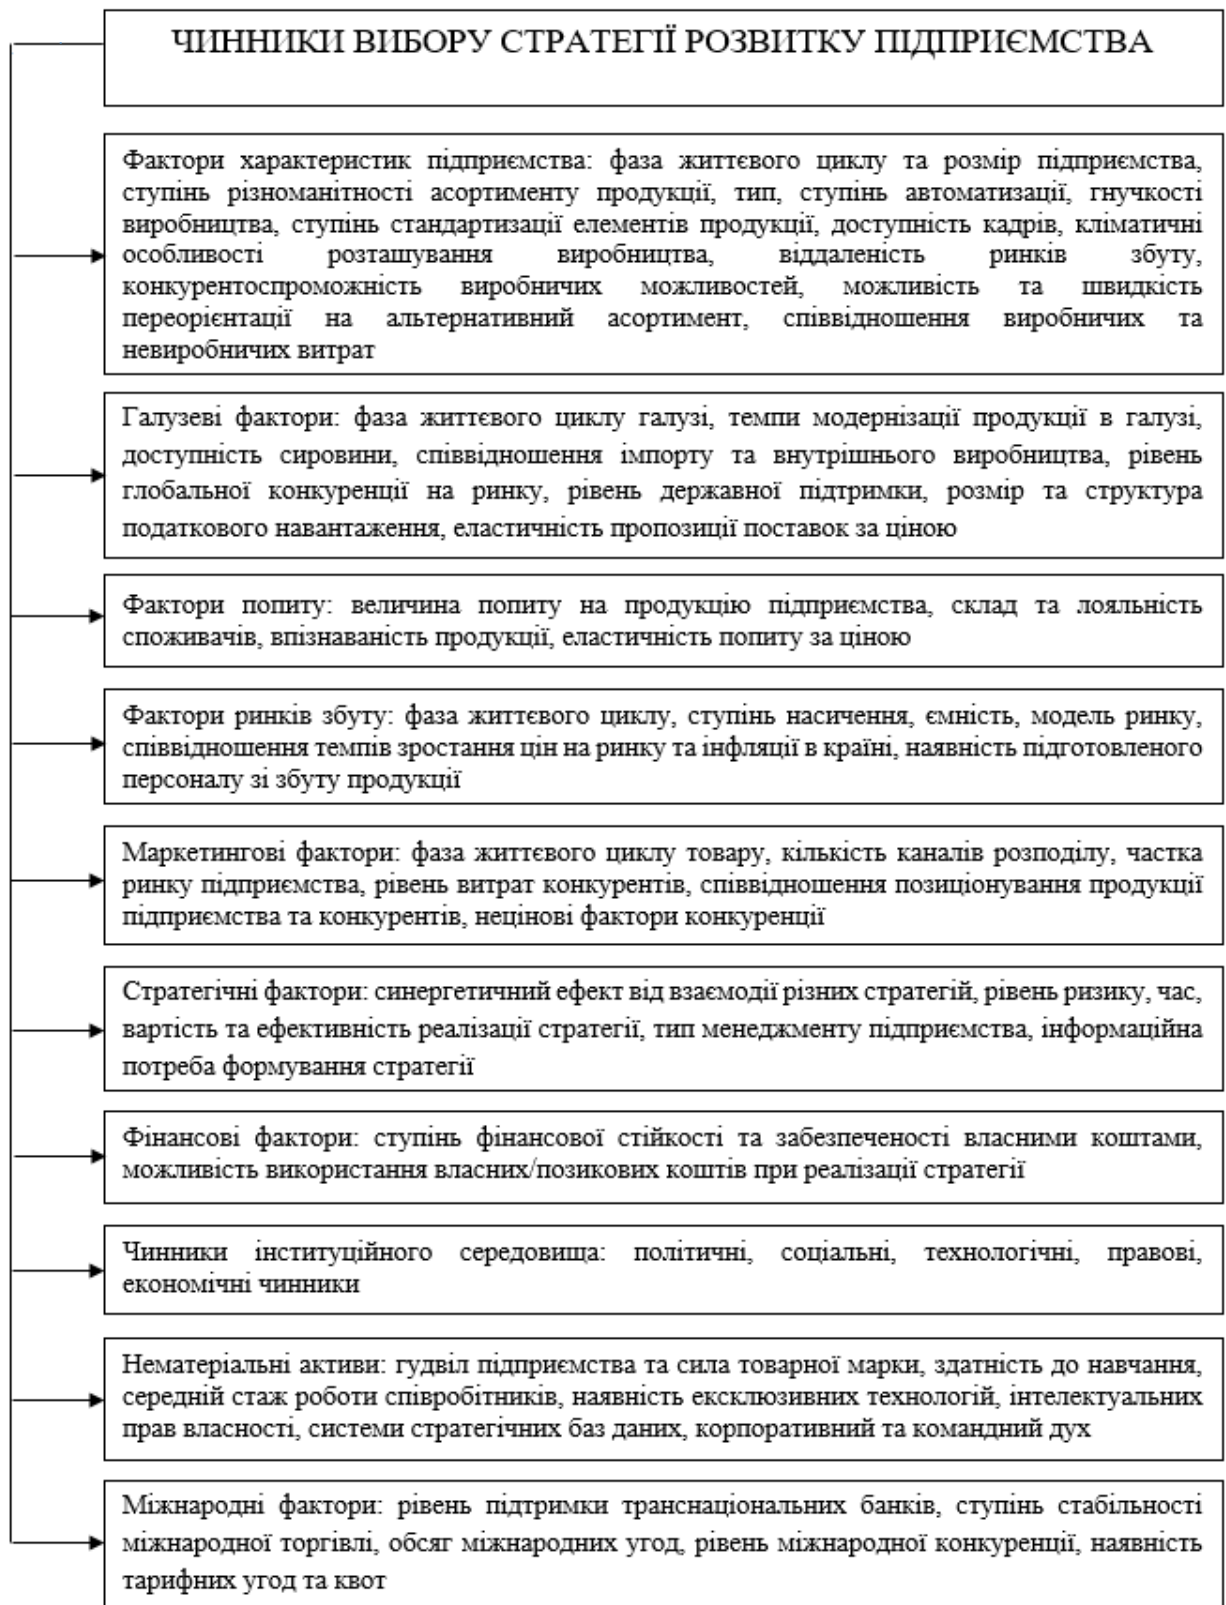 ЧИННИКИ ВИБОРУ СТРАТЕГІЇ РОЗВИТКУ ПІДПРИЄМСТВА
Фактори характеристик підприємства: фаза життєвого циклу та розмір підприємства,
ступінь різноманітності асортименту продукції, тип, ступінь автоматизації, гнучкості
виробництва, ступінь стандартизації елементів продукції, доступність кадрів, кліматичні
особливості розташування виробництва, віддаленість ринків збуту,
конкурентоспроможність виробничих можливостей, можливість та швидкість
переорієнтації на альтернативний асортимент, співвідношення виробничих та
невиробничих витрат
Галузеві фактори: фаза життєвого циклу галузі, темпи модернізації продукції в галузі,
доступність сировини, співвідношення імпорту та внутрішнього виробництва, рівень
глобальної конкуренції на ринку, рівень державної підтримки, розмір та структура
податкового навантаження, еластичність пропозиції поставок за ціною
Фактори попиту: величина попиту на продукцію підприємства, склад та лояльність
споживачів, впізнаваність продукції, еластичність попиту за ціною
Фактори ринків збуту: фаза життєвого циклу, ступінь насичення, ємність, модель ринку,
співвідношення темпів зростання цін на ринку та інфляції в країні, наявність підготовленого
персоналу зі збуту продукції
Маркетингові фактори: фаза життєвого циклу товару, кількість каналів розподілу, частка
ринку підприємства, рівень витрат конкурентів, співвідношення позиціонування продукції
підприємства та конкурентів, нецінові фактори конкуренції
Стратегічні фактори: синергетичний ефект від взаємодії різних стратегій, рівень ризику, час,
вартість та ефективність реалізації стратегії, тип менеджменту підприємства, інформаційна
потреба формування стратегії
Фінансові фактори: ступінь фінансової стійкості та забезпеченості власними коштами,
можливість використання власних/позикових коштів при реалізації стратегії
Чинники інституційного середовища: політичні, соціальні, технологічні, правові,
економічні чинники
Нематеріальні активи: гудвіл підприємства та сила товарної марки, здатність до навчання,
середній стаж роботи співробітників, наявність ексклюзивних технологій, інтелектуальних
прав власності, системи стратегічних баз даних, корпоративний та командний дух
Міжнародні фактори: рівень підтримки транснаціональних банків, ступінь стабільності
міжнародної торгівлі, обсяг міжнародних угод, рівень міжнародної конкуренції, наявність
тарифних угод та квот